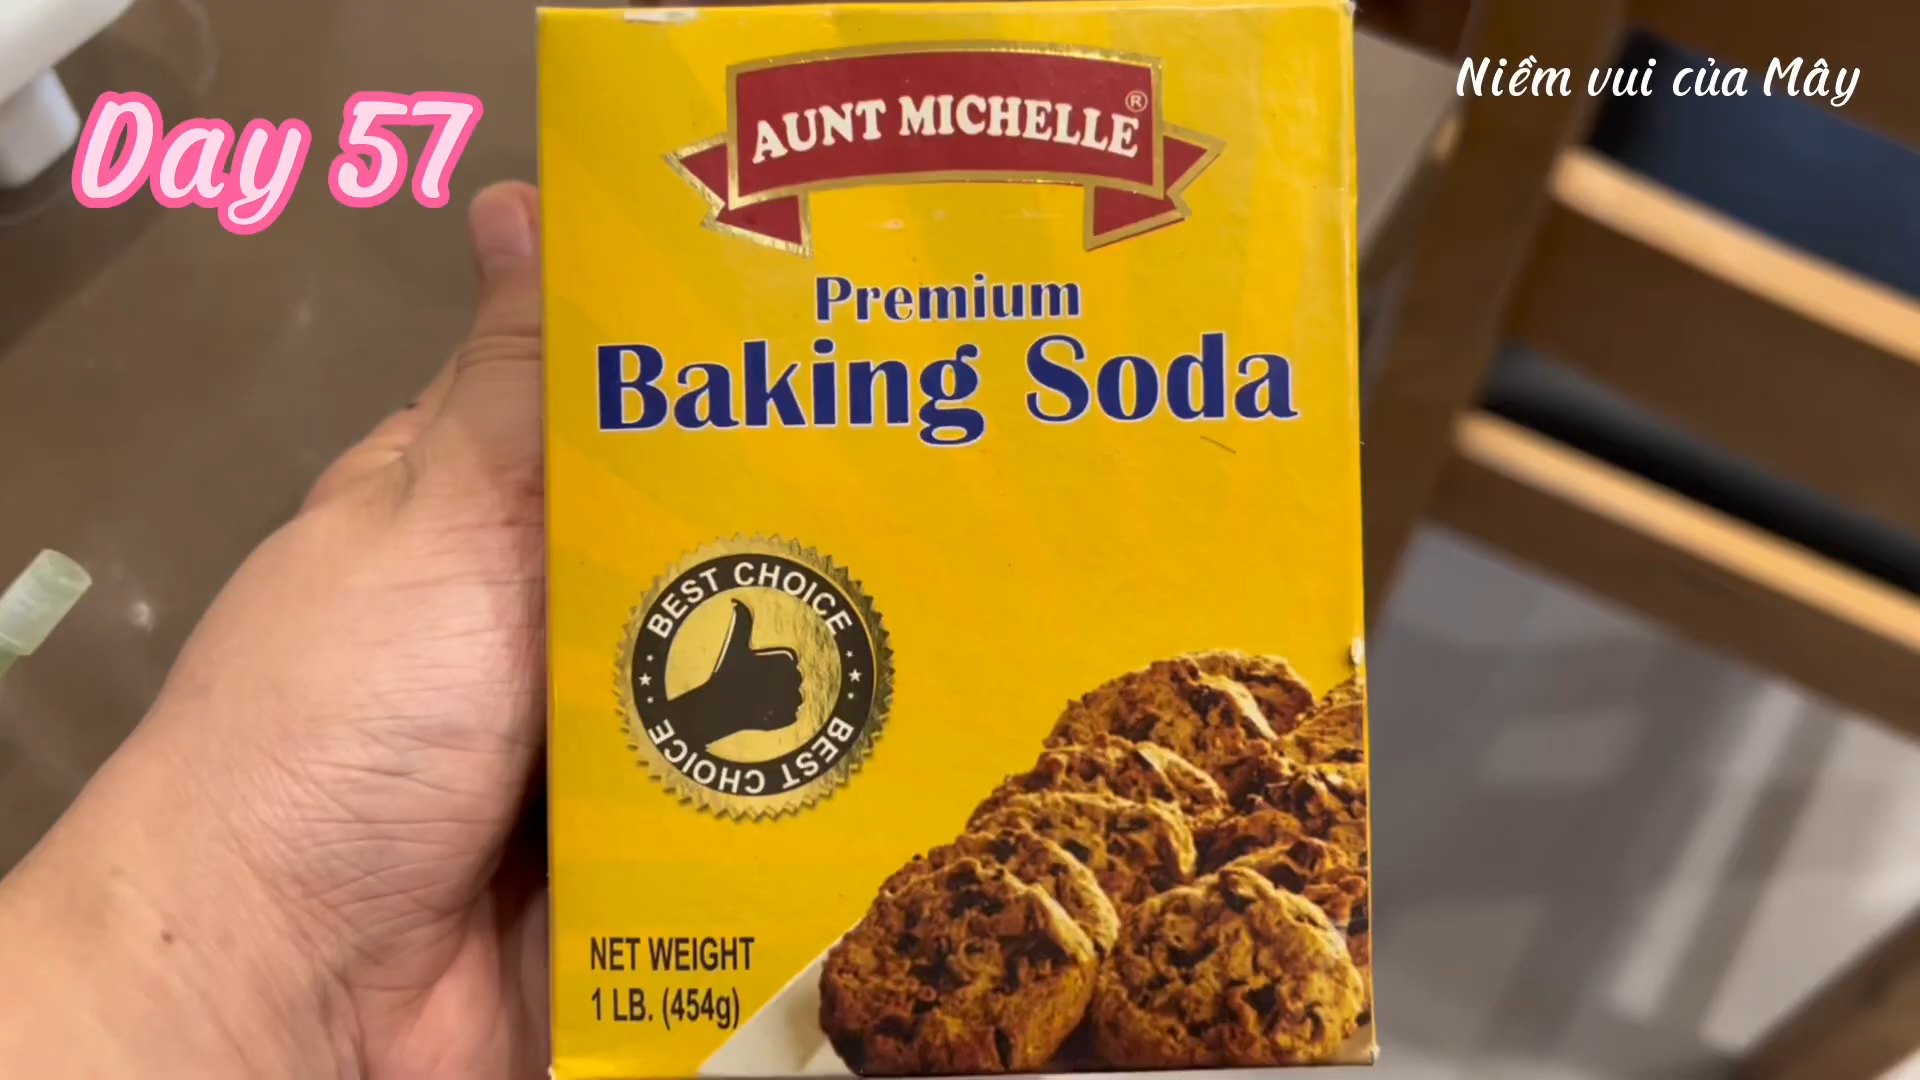 Day 57
Niềm vui của Mây
AUNT MICHELLE®
Premium
Baking Soda
BEST CHOICE
BEST CHOICE
NET WEIGHT
1 LB. (454g)